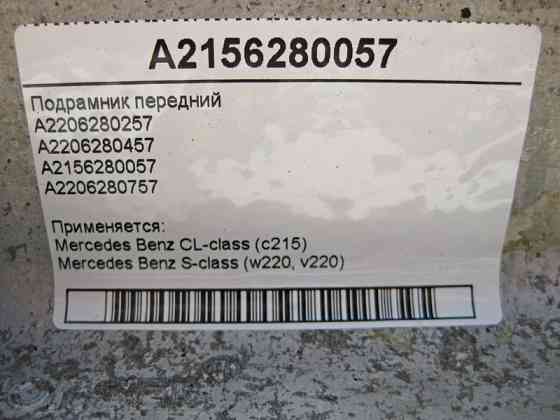 A2156280057
Подрамник передний
A2206280257
A2206280457
A2156280057
A2206280757
Применяется:
Mercedes Benz CL-class (c215)
Mercedes Benz S-class (w220, v220)